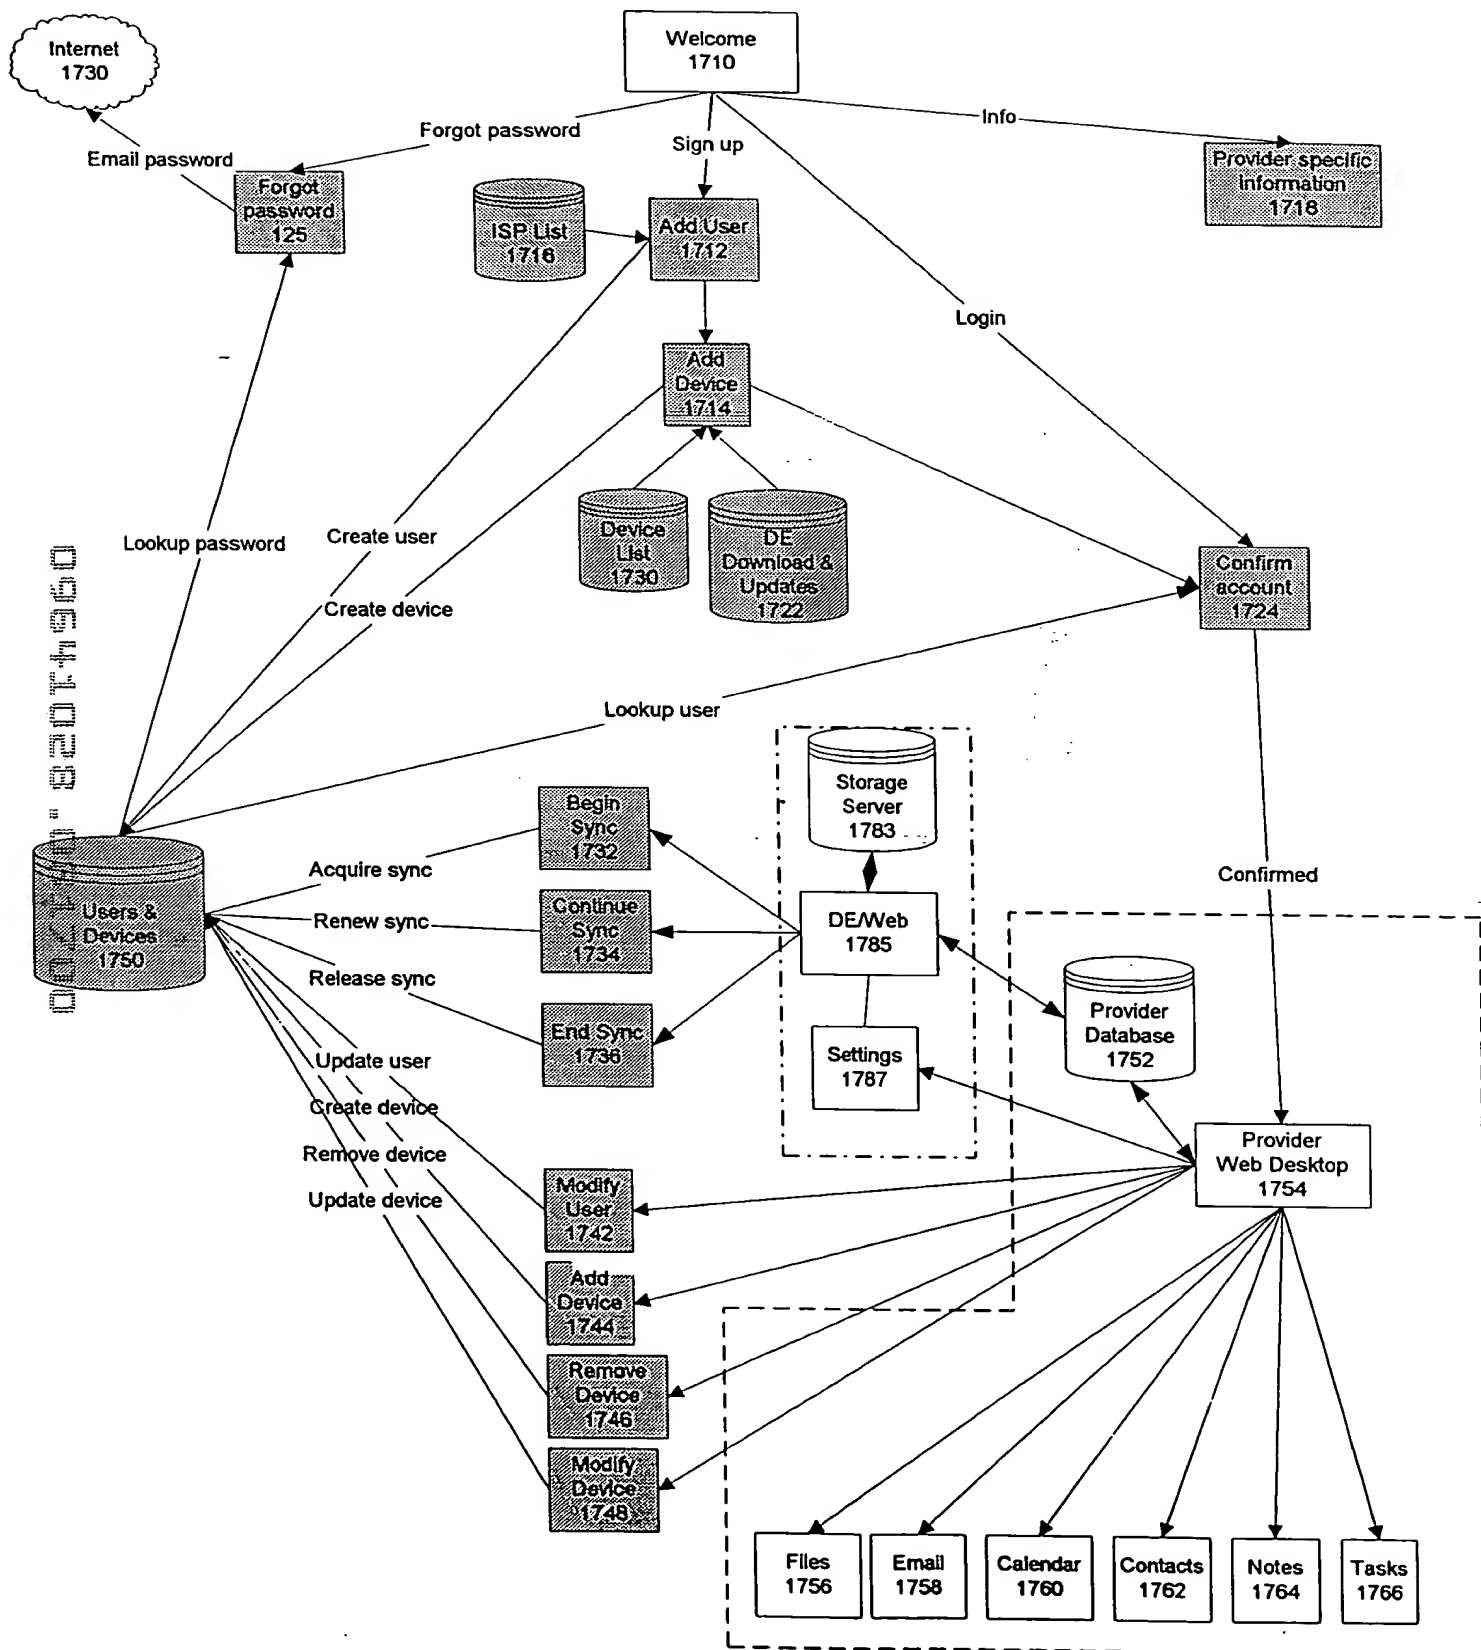 Internet
1730
Welcome
1710
Forgot password
Sign up
Info
Email password
Forgot
password
125
ISP List
1716
Add User
1712
Provider specific
Information
1718
Login
Add
Device
1714
Lookup password
Create user
Create device
Device
List
1730
DE
Download &
Updates
1722
Confirm
account
1724
Lookup user
Storage
Server
1783
Begin
Sync
1732
Acquire sync
Confirmed
Users &
Devices
1750
Renew sync
Continue
Sync
1734
DE/Web
1785
Release sync
Provider
Database
1752
End Sync
1736
Settings
1787
Update user
Create device
Remove device
Update device
Provider
Web Desktop
1754
Modify
User
1742
Add
Device
1744
Remove
Device
1746
Modify
Device
1748
Files
1756
Email
1758
Calendar
1760
Contacts
1762
Notes
1764
Tasks
1766